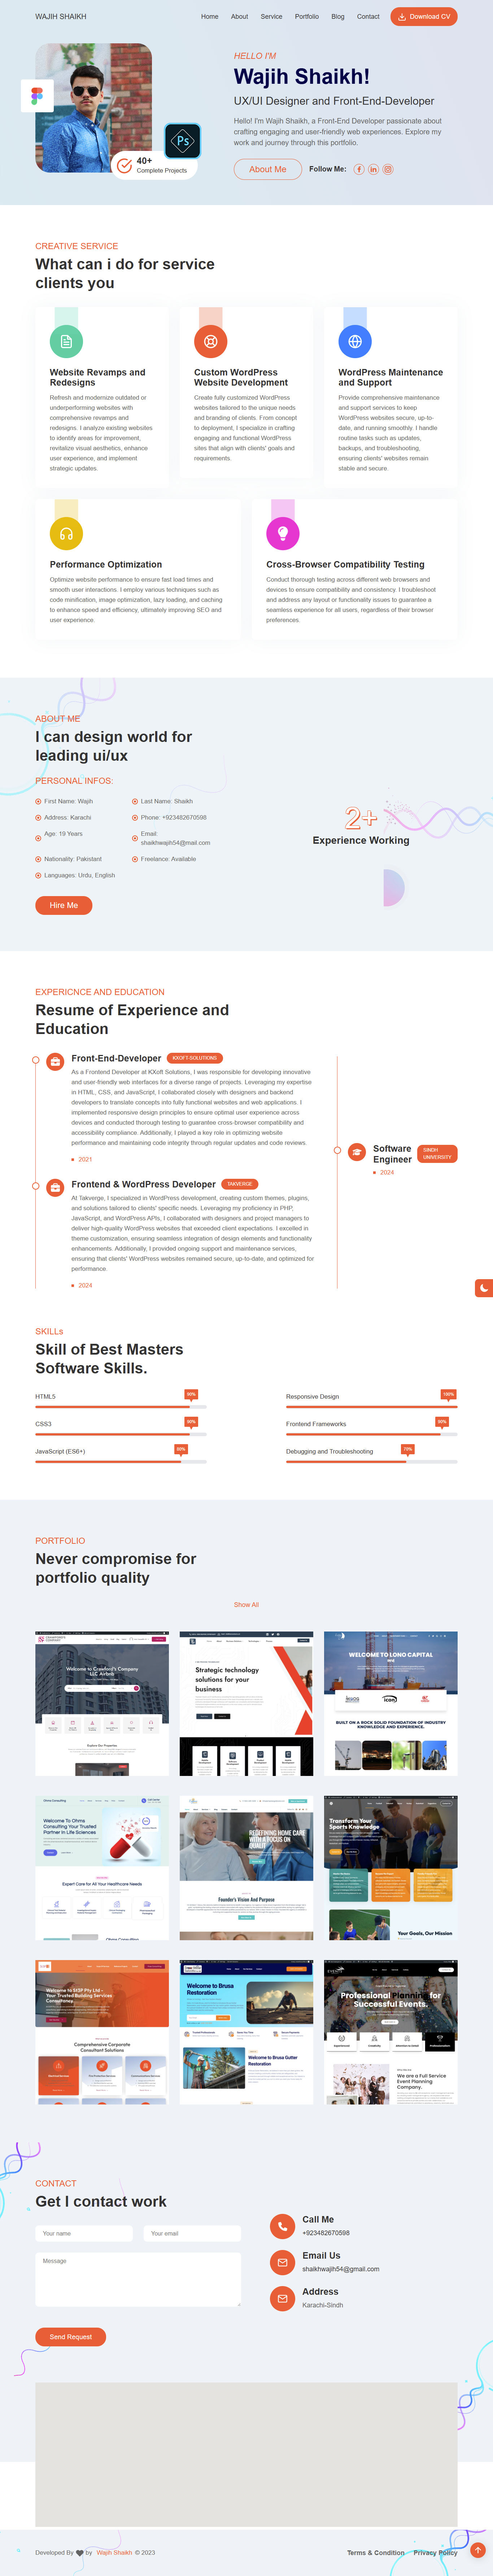 WAJIH SHAIKH
Home About Service Portfolio Blog Contact Download CV
HELLO I'M
Wajih Shaikh!
UX/UI Designer and Front-End-Developer
Hello! I'm Wajih Shaikh, a Front-End Developer passionate about
crafting engaging and user-friendly web experiences. Explore my
work and journey through this portfolio.
About Me Follow Me:
Ps
40+
Complete Projects
CREATIVE SERVICE
What can i do for service
clients you
Website Revamps and
Redesigns
Refresh and modernize outdated or
underperforming websites with
comprehensive revamps and
redesigns. I analyze existing websites
to identify areas for improvement,
revitalize visual aesthetics, enhance
user experience, and implement
strategic updates.
Custom WordPress
Website Development
Create fully customized WordPress
websites tailored to the unique needs
and branding of clients. From concept
to deployment, I specialize in crafting
engaging and functional WordPress
sites that align with clients' goals and
requirements.
WordPress Maintenance
and Support
Provide comprehensive maintenance
and support services to keep
WordPress websites secure, up-to-
date, and running smoothly. I handle
routine tasks such as updates,
backups, and troubleshooting,
ensuring clients' websites remain
stable and secure.
Performance Optimization
Optimize website performance to ensure fast load times and
smooth user interactions. I employ various techniques such as
code minification, image optimization, lazy loading, and caching
to enhance speed and efficiency, ultimately improving SEO and
user experience.
Cross-Browser Compatibility Testing
Conduct thorough testing across different web browsers and
devices to ensure compatibility and consistency. I troubleshoot
and address any layout or functionality issues to guarantee a
seamless experience for all users, regardless of their browser
preferences.
ABOUT ME
I can design world for
leading ui/ux
PERSONAL INFOS:
First Name: Wajih Last Name: Shaikh
Address: Karachi Phone: +923482670598
Age: 19 Years Email:
shaikhwajih54@mail.com
Nationality: Pakistani Freelance: Available
Languages: Urdu, English
Hire Me
2+
Experience Working
EXPERICNCE AND EDUCATION
Resume of Experience and
Education
Front-End-Developer KXOFT SOLUTIONS
As a Frontend Developer at KXoft Solutions, I was responsible for developing innovative
and user-friendly web interfaces for a diverse range of projects. Leveraging my expertise
in HTML, CSS, and JavaScript, I collaborated closely with designers and backend
developers to translate concepts into fully functional websites and web applications. I
implemented responsive design principles to ensure optimal user experience across
devices and conducted thorough testing to guarantee cross-browser compatibility and
accessibility compliance. Additionally, I played a key role in optimizing website
performance and maintaining code integrity through regular updates and code reviews.
2021
Frontend & WordPress Developer TAKVERGE
At Takverge, I specialized in WordPress development, creating custom themes, plugins,
and solutions tailored to clients' specific needs. Leveraging my proficiency in PHP,
JavaScript, and WordPress APIs, I collaborated with designers and project managers to
deliver high-quality WordPress websites that exceeded client expectations. I excelled in
theme customization, ensuring seamless integration of design elements and functionality
enhancements. Additionally, I provided ongoing support and maintenance services,
ensuring that clients' WordPress websites remained secure, up-to-date, and optimized for
performance.
2024
Software
Engineer
SINDH
UNIVERSITY
2024
SKILLs
Skill of Best Masters
Software Skills.
HTML5 90%
Responsive Design 100%
CSS3 90%
Frontend Frameworks 90%
JavaScript (ES6+) 85%
Debugging and Troubleshooting 70%
PORTFOLIO
Never compromise for
portfolio quality
Show All
Welcome to Crawford's Company
LLC Airbnb
Explore Our Properties
Strategic technology
solutions for your
business
WELCOME TO LONO CAPITAL
icon
BUILT ON A ROCK SOLID FOUNDATION OF INDUSTRY
KNOWLEDGE AND EXPERIENCE.
Welcome To Ohms
Consulting Your Trusted
Partner In Life Sciences
Expert Care For All Your Healthcare Needs
REDEFINING HOME CARE
WITH A FOCUS ON
QUALITY
Founder's Vision And Purpose
Transform Your
Sports Knowledge
Your Goals, Our Mission
Your Trusted Building Services
Consultancy
Comprehensive Corporate
Consultant Solutions
Welcome to Brusa
Restoration
Welcome to Brusa Gutter
Restoration
Professional Planning for
Successful Events.
We are a Full Service
Event Planning
Company.
CONTACT
Get I contact work
Your name Your email
Message
Send Request
Call Me
+923482670598
Email Us
shaikhwajih54@gmail.com
Address
Karachi-Sindh
Developed By by Wajih Shaikh © 2023
Terms & Condition Privacy Policy